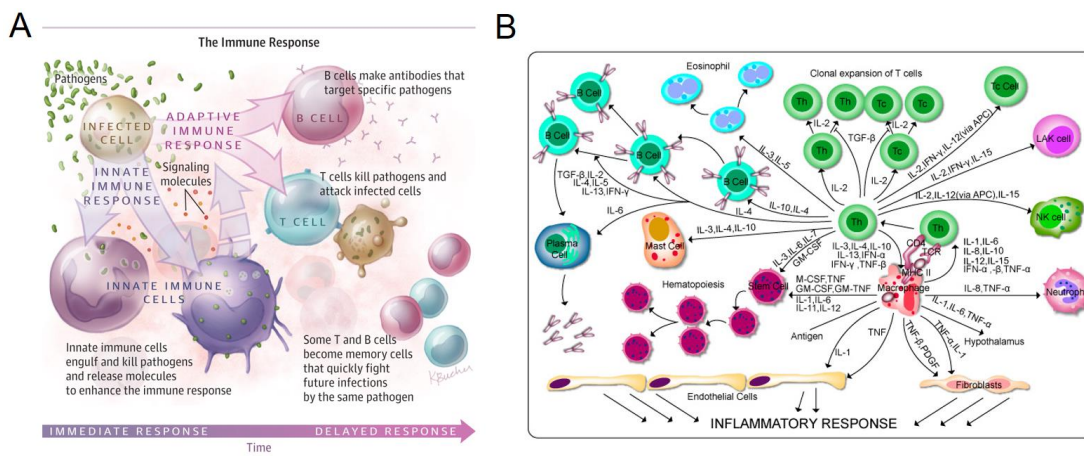 A
The Immune Response
Pathogens
INFECTED
CELL
ADAPTIVE
IMMUNE
RESPONSE
B cells make antibodies that
target specific pathogens
B CELL
INNATE
IMMUNE
RESPONSE
Signaling
molecules
T cells kill pathogens and
attack infected cells
T CELL
INNATE IMMUNE
CELLS
Innate immune cells
engulf and kill pathogens
and release molecules
to enhance the immune response
Some T and B cells
become memory cells
that quickly fight
future infections
by the same pathogen
IMMEDIATE RESPONSE
DELAYED RESPONSE
Time
B
B Cell
B Cell
B Cell
B Cell
Eosinophil
Clonal expansion of T cells
Th
Th
Tc
Tc
IL-2
TGF-β
IL-2
Th
Tc
IL-2
IL-2
Tc Cell
IL-2,IFN-γ,IL-12(via APC)
LAK cell
IL-2,IFN-γ,IL-15
IL-2,IL-12(via APC),IL-15
NK cell
IL-3,IL-5
TGF-β,IL-2
IL-4,IL-5
IL-13,IFN-γ
IL-10,IL-4
IL-4
IL-6
IL-3,IL-4,IL-10
Plasma
Cell
Mast Cell
Th
Th
IL-3,IL-6,IL-7
GM-CSF
IL-3,IL-4,IL-10
IL-13,IFN-α
IFN-γ,TNF-β
CD4
TCR
MHC II
Macrophage
IL-1,IL-6
IL-8,IL-10
IL-12,IL-15
IFN-α,-β,TNF-α
IL-8,TNF-α
Neutroph
Hematopoiesis
Stem Cell
M-CSF,TNF
GM-CSF,GM-TNF
IL-1,IL-6
IL-11,IL-12
Antigen
IL-1,IL-6,TNF-α
Hypothalamus
TNF
IL-1
TNF-β,PDGF
TNF-α,IL-1
Endothelial Cells
Fibroblasts
INFLAMMATORY RESPONSE